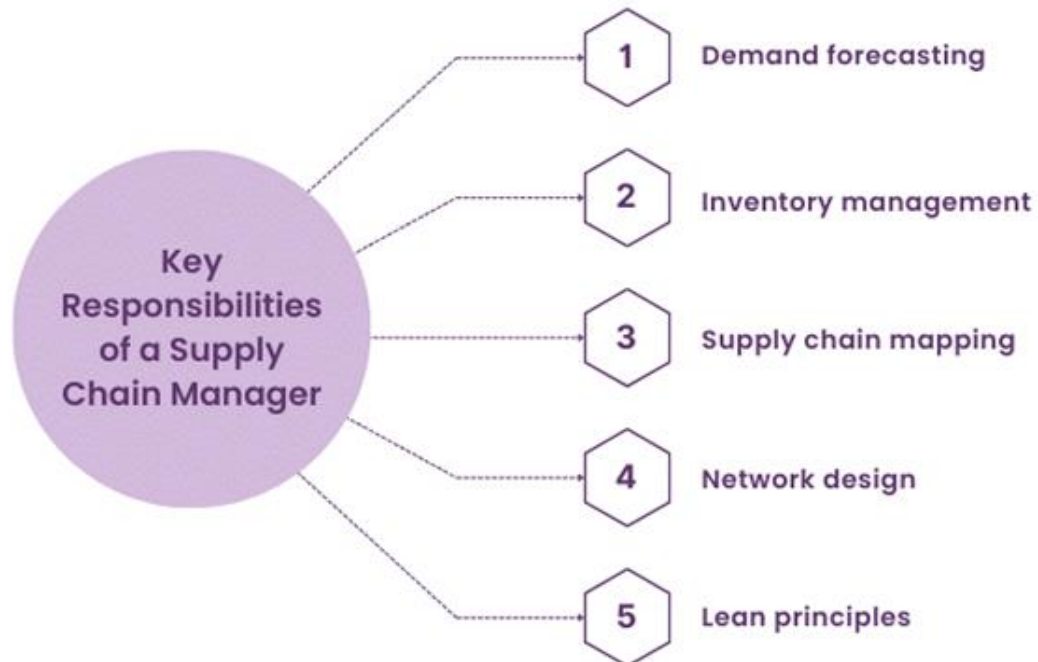 Key
Responsibilities
of a Supply
Chain Manager
1 Demand forecasting
2 Inventory management
3 Supply chain mapping
4 Network design
5 Lean principles